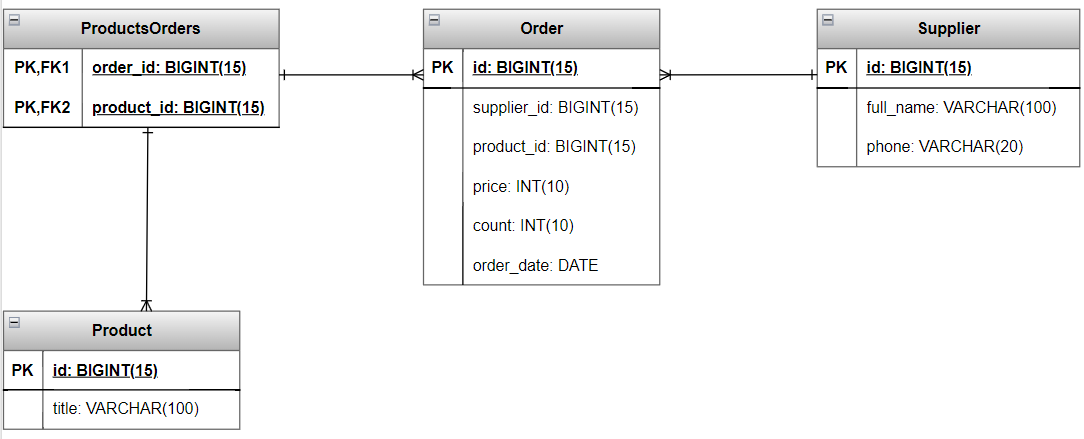 ProductsOrders
PK,FK1 order_id: BIGINT(15)
PK,FK2 product_id: BIGINT(15)
Order
PK id: BIGINT(15)
supplier_id: BIGINT(15)
product_id: BIGINT(15)
price: INT(10)
count: INT(10)
order_date: DATE
Supplier
PK id: BIGINT(15)
full_name: VARCHAR(100)
phone: VARCHAR(20)
Product
PK id: BIGINT(15)
title: VARCHAR(100)